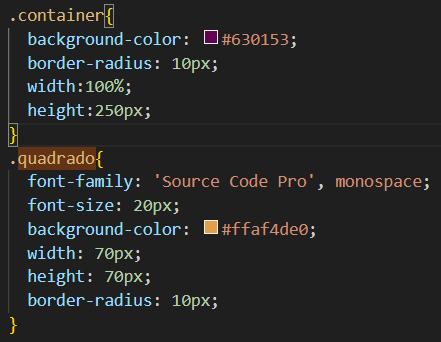 .container{
background-color: #630153;
border-radius: 10px;
width:100%;
height:250px;
}
.quadrado{
font-family: 'Source Code Pro', monospace;
font-size: 20px;
background-color: #ffaf4de0;
width: 70px;
height: 70px;
border-radius: 10px;
}